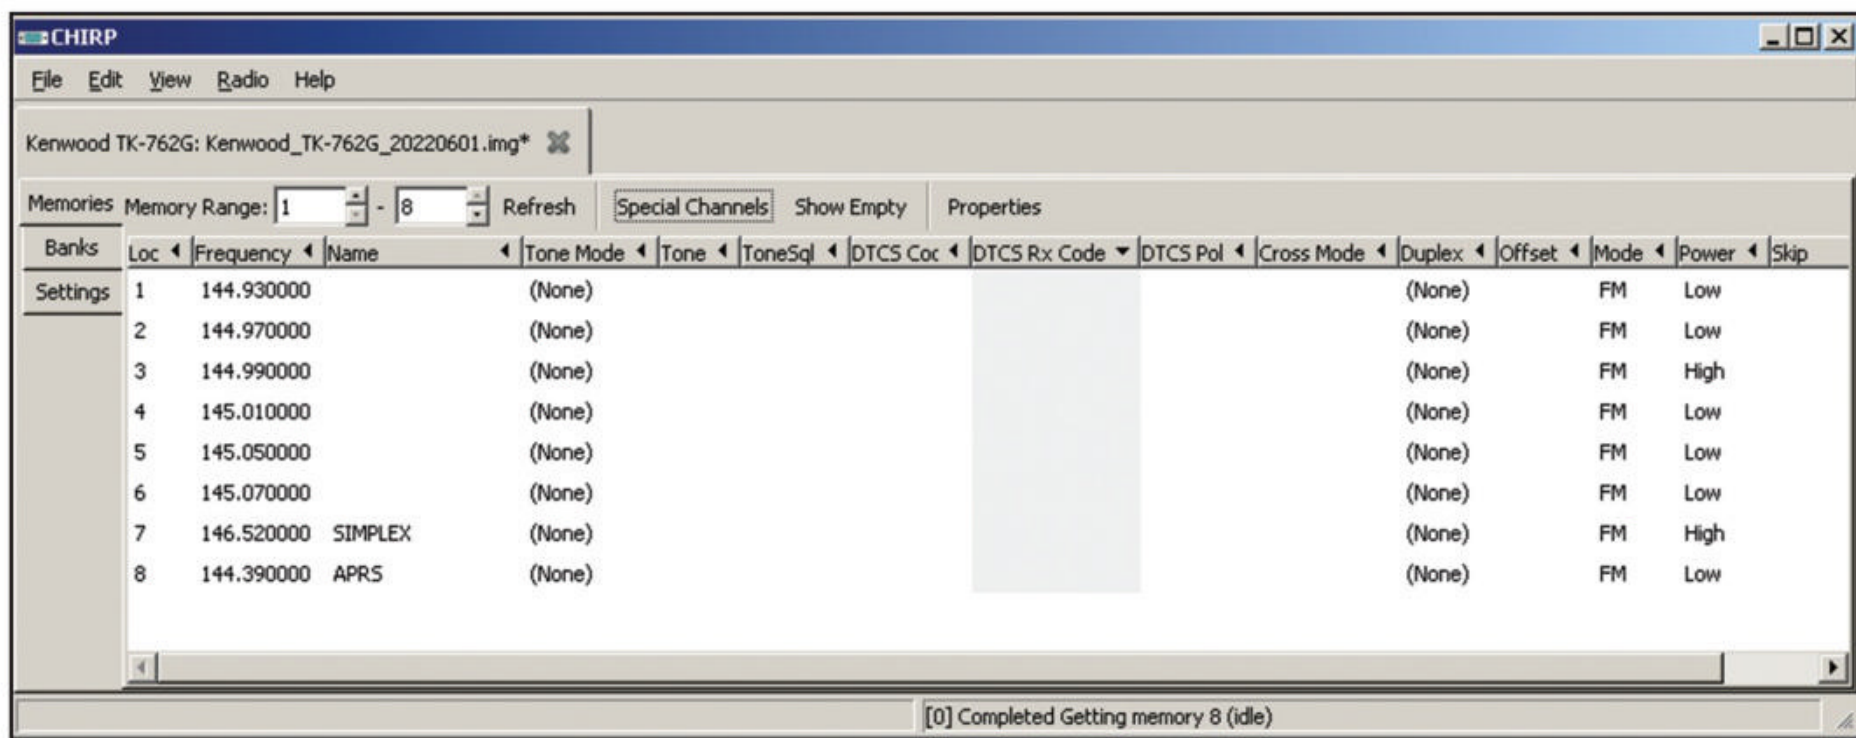 CHIRP
File Edit View Radio Help
Kenwood TK-762G: Kenwood_TK-762G_20220601.img*
Memories Memory Range: 1 - 8 Refresh Special Channels Show Empty Properties
Banks Loc Frequency Name Tone Mode Tone ToneSql DTCS Coc DTCS Rx Code DTCS Pol Cross Mode Duplex Offset Mode Power Skip
Settings 1 144.930000 (None) (None) FM Low
2 144.970000 (None) (None) FM Low
3 144.990000 (None) (None) FM High
4 145.010000 (None) (None) FM Low
5 145.050000 (None) (None) FM Low
6 145.070000 (None) (None) FM Low
7 146.520000 SIMPLEX (None) (None) FM High
8 144.390000 APRS (None) (None) FM Low
[0] Completed Getting memory 8 (idle)